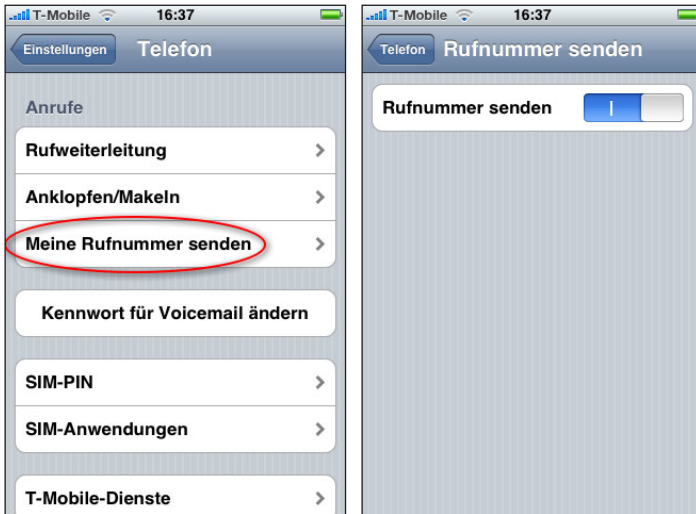 T-Mobile 16:37
Einstellungen Telefon
Anrufe
Rufweiterleitung
Anklopfen/Makeln
Meine Rufnummer senden
Kennwort für Voicemail ändern
SIM-PIN
SIM-Anwendungen
T-Mobile-Dienste
T-Mobile 16:37
Telefon Rufnummer senden
Rufnummer senden